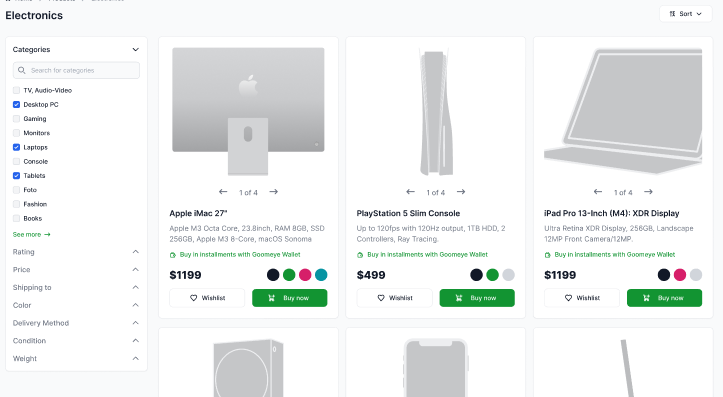 Electronics
Sort
Categories
Search for categories
TV, Audio-Video
Desktop PC
Gaming
Monitors
Laptops
Console
Tablets
Foto
Fashion
Books
See more →
Rating
Price
Shipping to
Color
Delivery Method
Condition
Weight
← 1 of 4 →
Apple iMac 27"
Apple M3 Octa Core, 23.8inch, RAM 8GB, SSD
256GB, Apple M3 8-Core, macOS Sonoma
Buy in installments with Goomeye Wallet
$1199
Wishlist
Buy now
← 1 of 4 →
PlayStation 5 Slim Console
Up to 120fps with 120Hz output, 1TB HDD, 2
Controllers, Ray Tracing.
Buy in installments with Goomeye Wallet
$499
Wishlist
Buy now
← 1 of 4 →
iPad Pro 13-Inch (M4): XDR Display
Ultra Retina XDR Display, 256GB, Landscape
12MP Front Camera/12MP.
Buy in installments with Goomeye Wallet
$1199
Wishlist
Buy now